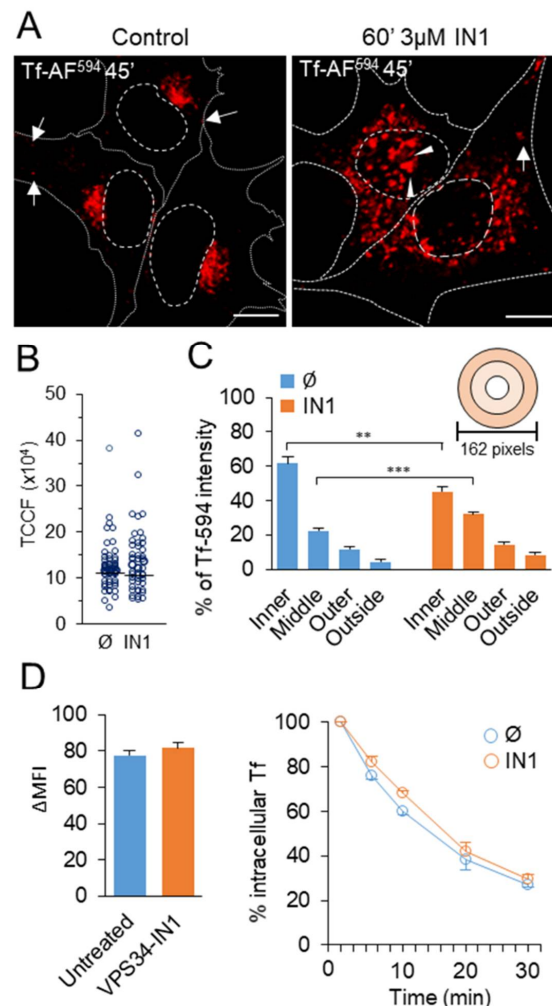 A
Control
60’ 3µM IN1
Tf-AF594 45’
Tf-AF594 45’
B
TCCF (x10⁴)
50
40
30
20
10
0
Ø IN1
C
Ø
IN1
162 pixels
% of Tf-594 intensity
100
80
60
40
20
0
**
***
Inner
Middle
Outer
Outside
Inner
Middle
Outer
Outside
D
ΔMFI
100
80
60
40
20
0
Untreated
VPS34-IN1
% intracellular Tf
100
80
60
40
20
Ø
IN1
0 10 20 30
Time (min)